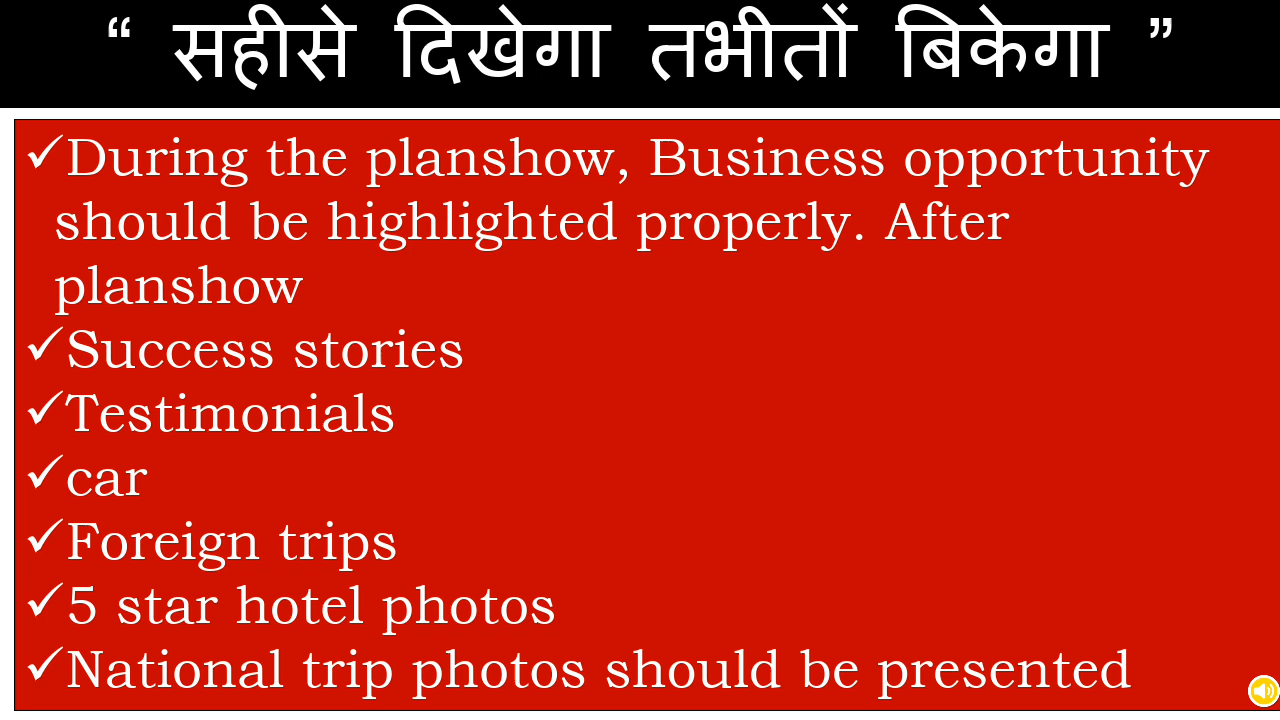 “ सहीसे दिखेगा तभीतों बिकेगा ”
✓During the planshow, Business opportunity
should be highlighted properly. After
planshow
✓Success stories
✓Testimonials
✓car
✓Foreign trips
✓5 star hotel photos
✓National trip photos should be presented